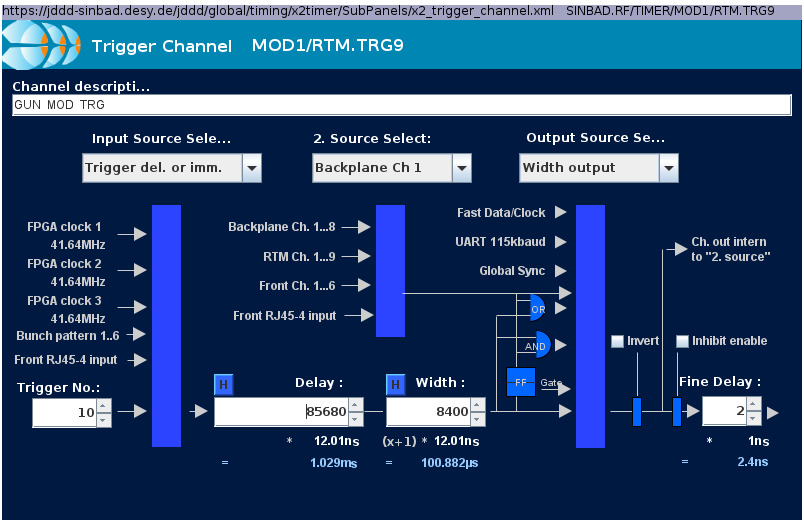 https://jddd-sinbad.desy.de/jddd/global/timing/x2timer/SubPanels/x2_trigger_channel.xml SINBAD.RF/TIMER/MOD1/RTM.TRG9
Trigger Channel MOD1/RTM.TRG9
Channel descripti...
GUN MOD TRG
Input Source Sele... 2. Source Select: Output Source Se...
Trigger del. or imm. Backplane Ch 1 Width output
Fast Data/Clock
FPGA clock 1 Backplane Ch. 1...8
41.64MHz UART 115kbaud Ch. out intern
FPGA clock 2 RTM Ch. 1...9 to "2. source"
41.64MHz Global Sync
FPGA clock 3 Front Ch. 1...6
41.64MHz OR
Bunch pattern 1..6 Front RJ45-4 input
AND Invert Inhibit enable
Front RJ45-4 input
Trigger No.: H Delay : H Width : FF Gate Fine Delay :
10 85680 8400 2
* 12.01ns (x+1) * 12.01ns * 1ns
= 1.029ms = 100.882µs = 2.4ns